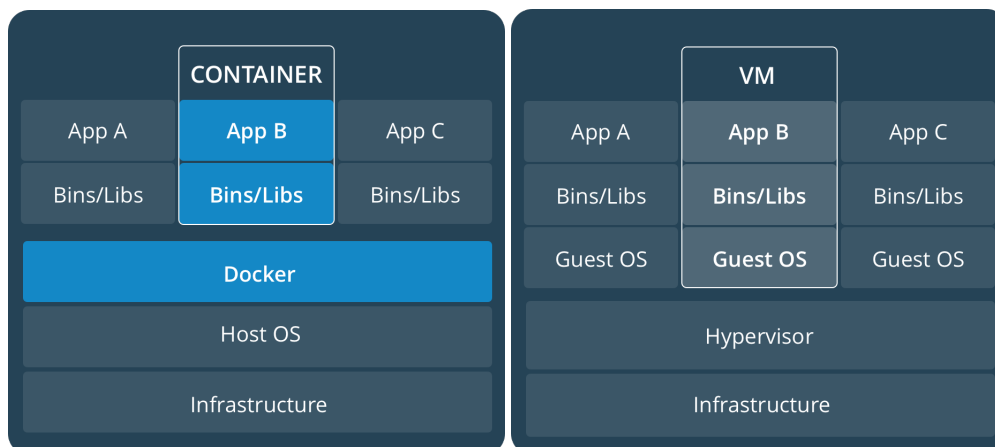 CONTAINER
App A
App B
App C
Bins/Libs
Bins/Libs
Bins/Libs
Docker
Host OS
Infrastructure
VM
App A
App B
App C
Bins/Libs
Bins/Libs
Bins/Libs
Guest OS
Guest OS
Guest OS
Hypervisor
Infrastructure